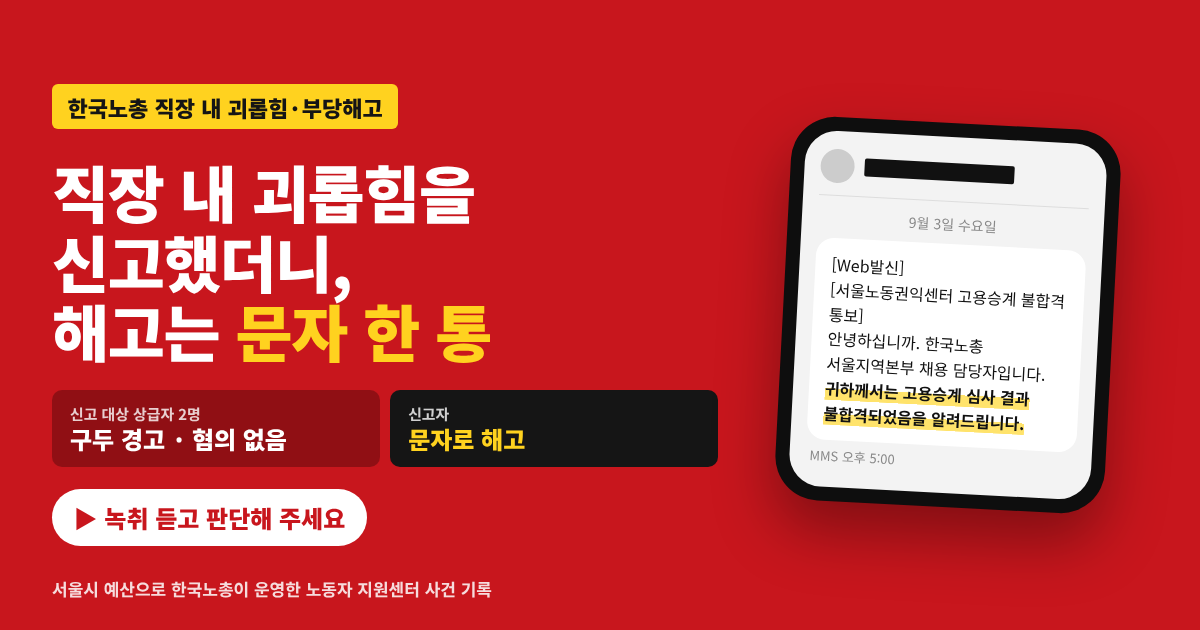 한국노총 직장 내 괴롭힘·부당해고
직장 내 괴롭힘을
신고했더니,
해고는 문자 한 통
신고 대상 상급자 2명
구두 경고 · 혐의 없음
신고자
문자로 해고
▶ 녹취 듣고 판단해 주세요
서울시 예산으로 한국노총이 운영한 노동자 지원센터 사건 기록
9월 3일 수요일
[Web발신]
[서울노동권익센터 고용승계 불합격
통보]
안녕하십니까. 한국노총
서울지역본부 채용 담당자입니다.
귀하께서는 고용승계 심사 결과
불합격되었음을 알려드립니다.
MMS 오후 5:00